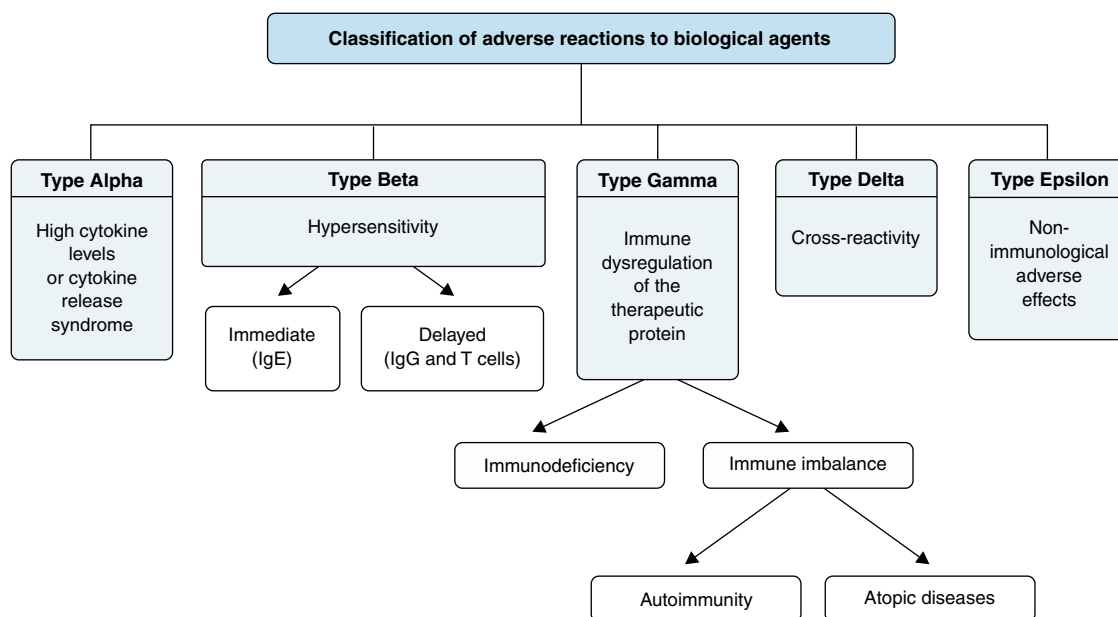 Classification of adverse reactions to biological agents
Type Alpha
High cytokine
levels
or cytokine
release
syndrome
Type Beta
Hypersensitivity
Immediate
(IgE)
Delayed
(IgG and T cells)
Type Gamma
Immune
dysregulation
of the
therapeutic
protein
Immunodeficiency
Immune imbalance
Autoimmunity
Atopic diseases
Type Delta
Cross-reactivity
Type Epsilon
Non-
immunological
adverse
effects